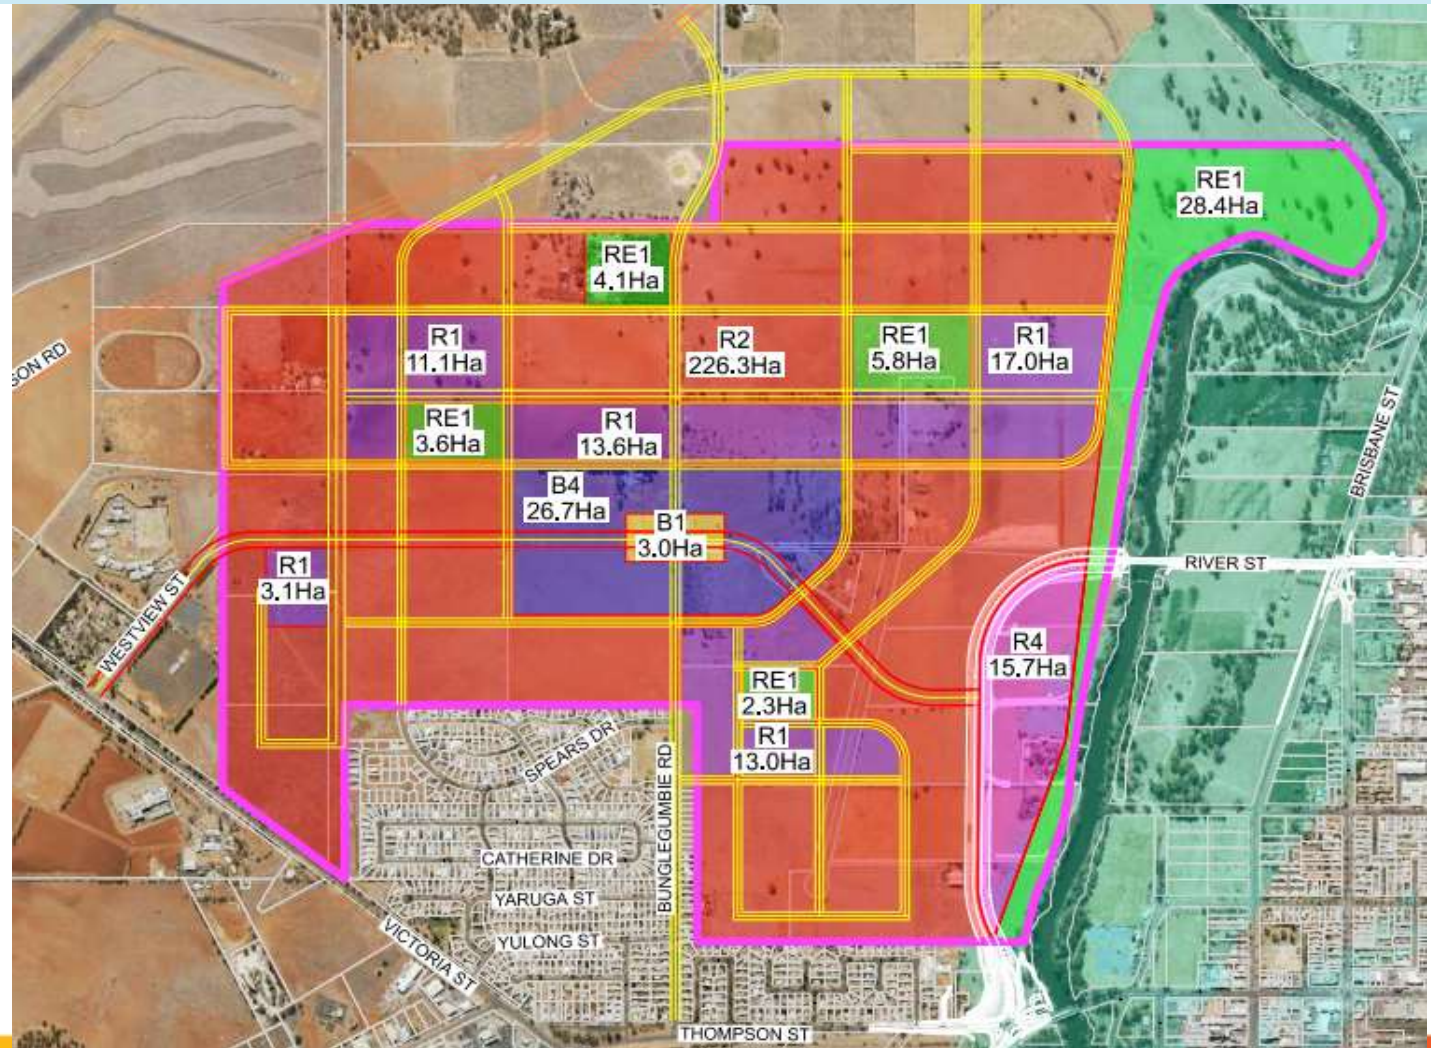 RE1
28.4Ha
RE1
4.1Ha
R1
11.1Ha
R2
226.3Ha
RE1
5.8Ha
R1
17.0Ha
SON RD
RE1
3.6Ha
R1
13.6Ha
BRISBANE ST
B4
26.7Ha
B1
3.0Ha
RIVER ST
R1
3.1Ha
WESTVIEW ST
R4
15.7Ha
RE1
2.3Ha
R1
13.0Ha
SPEARS DR
BUNGLEGUMBIE RD
CATHERINE DR
YARUGA ST
YULONG ST
VICTORIA ST
THOMPSON ST